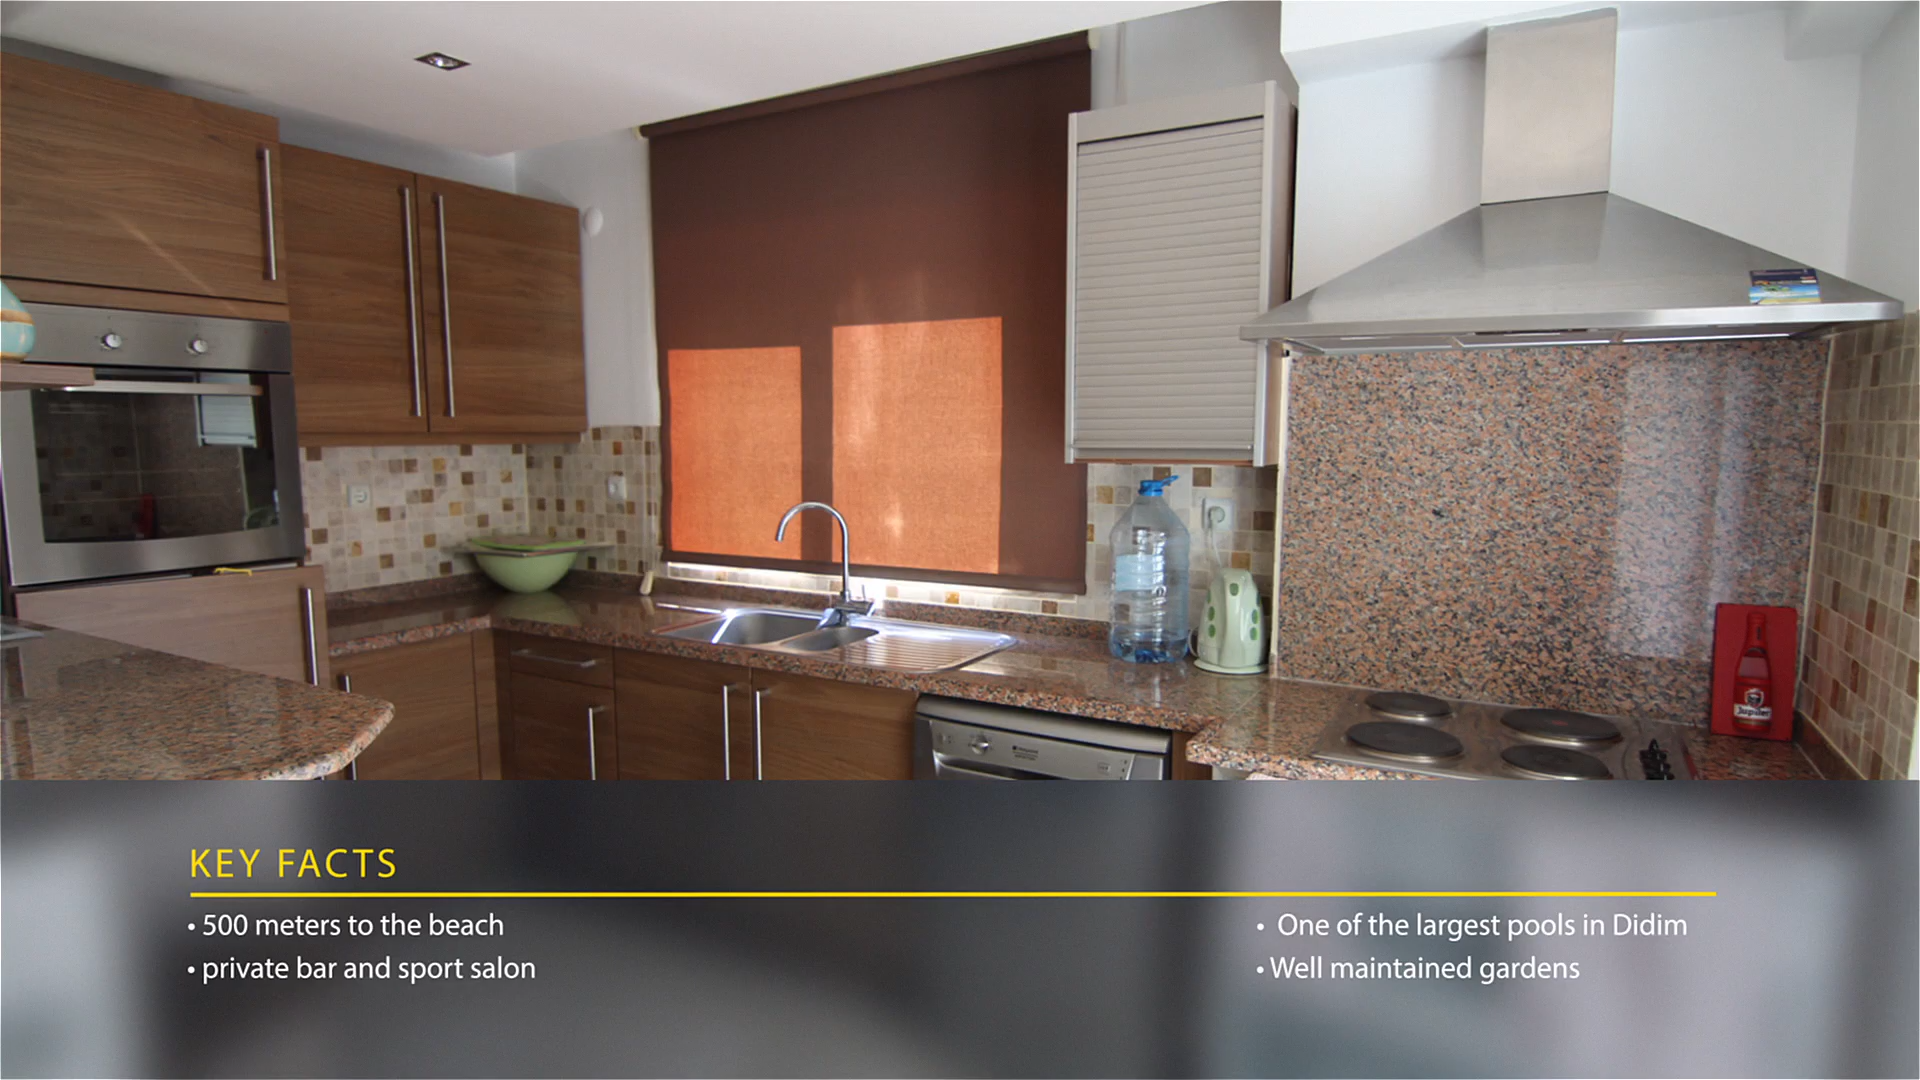 Jupiler
KEY FACTS
• 500 meters to the beach
• private bar and sport salon
• One of the largest pools in Didim
• Well maintained gardens